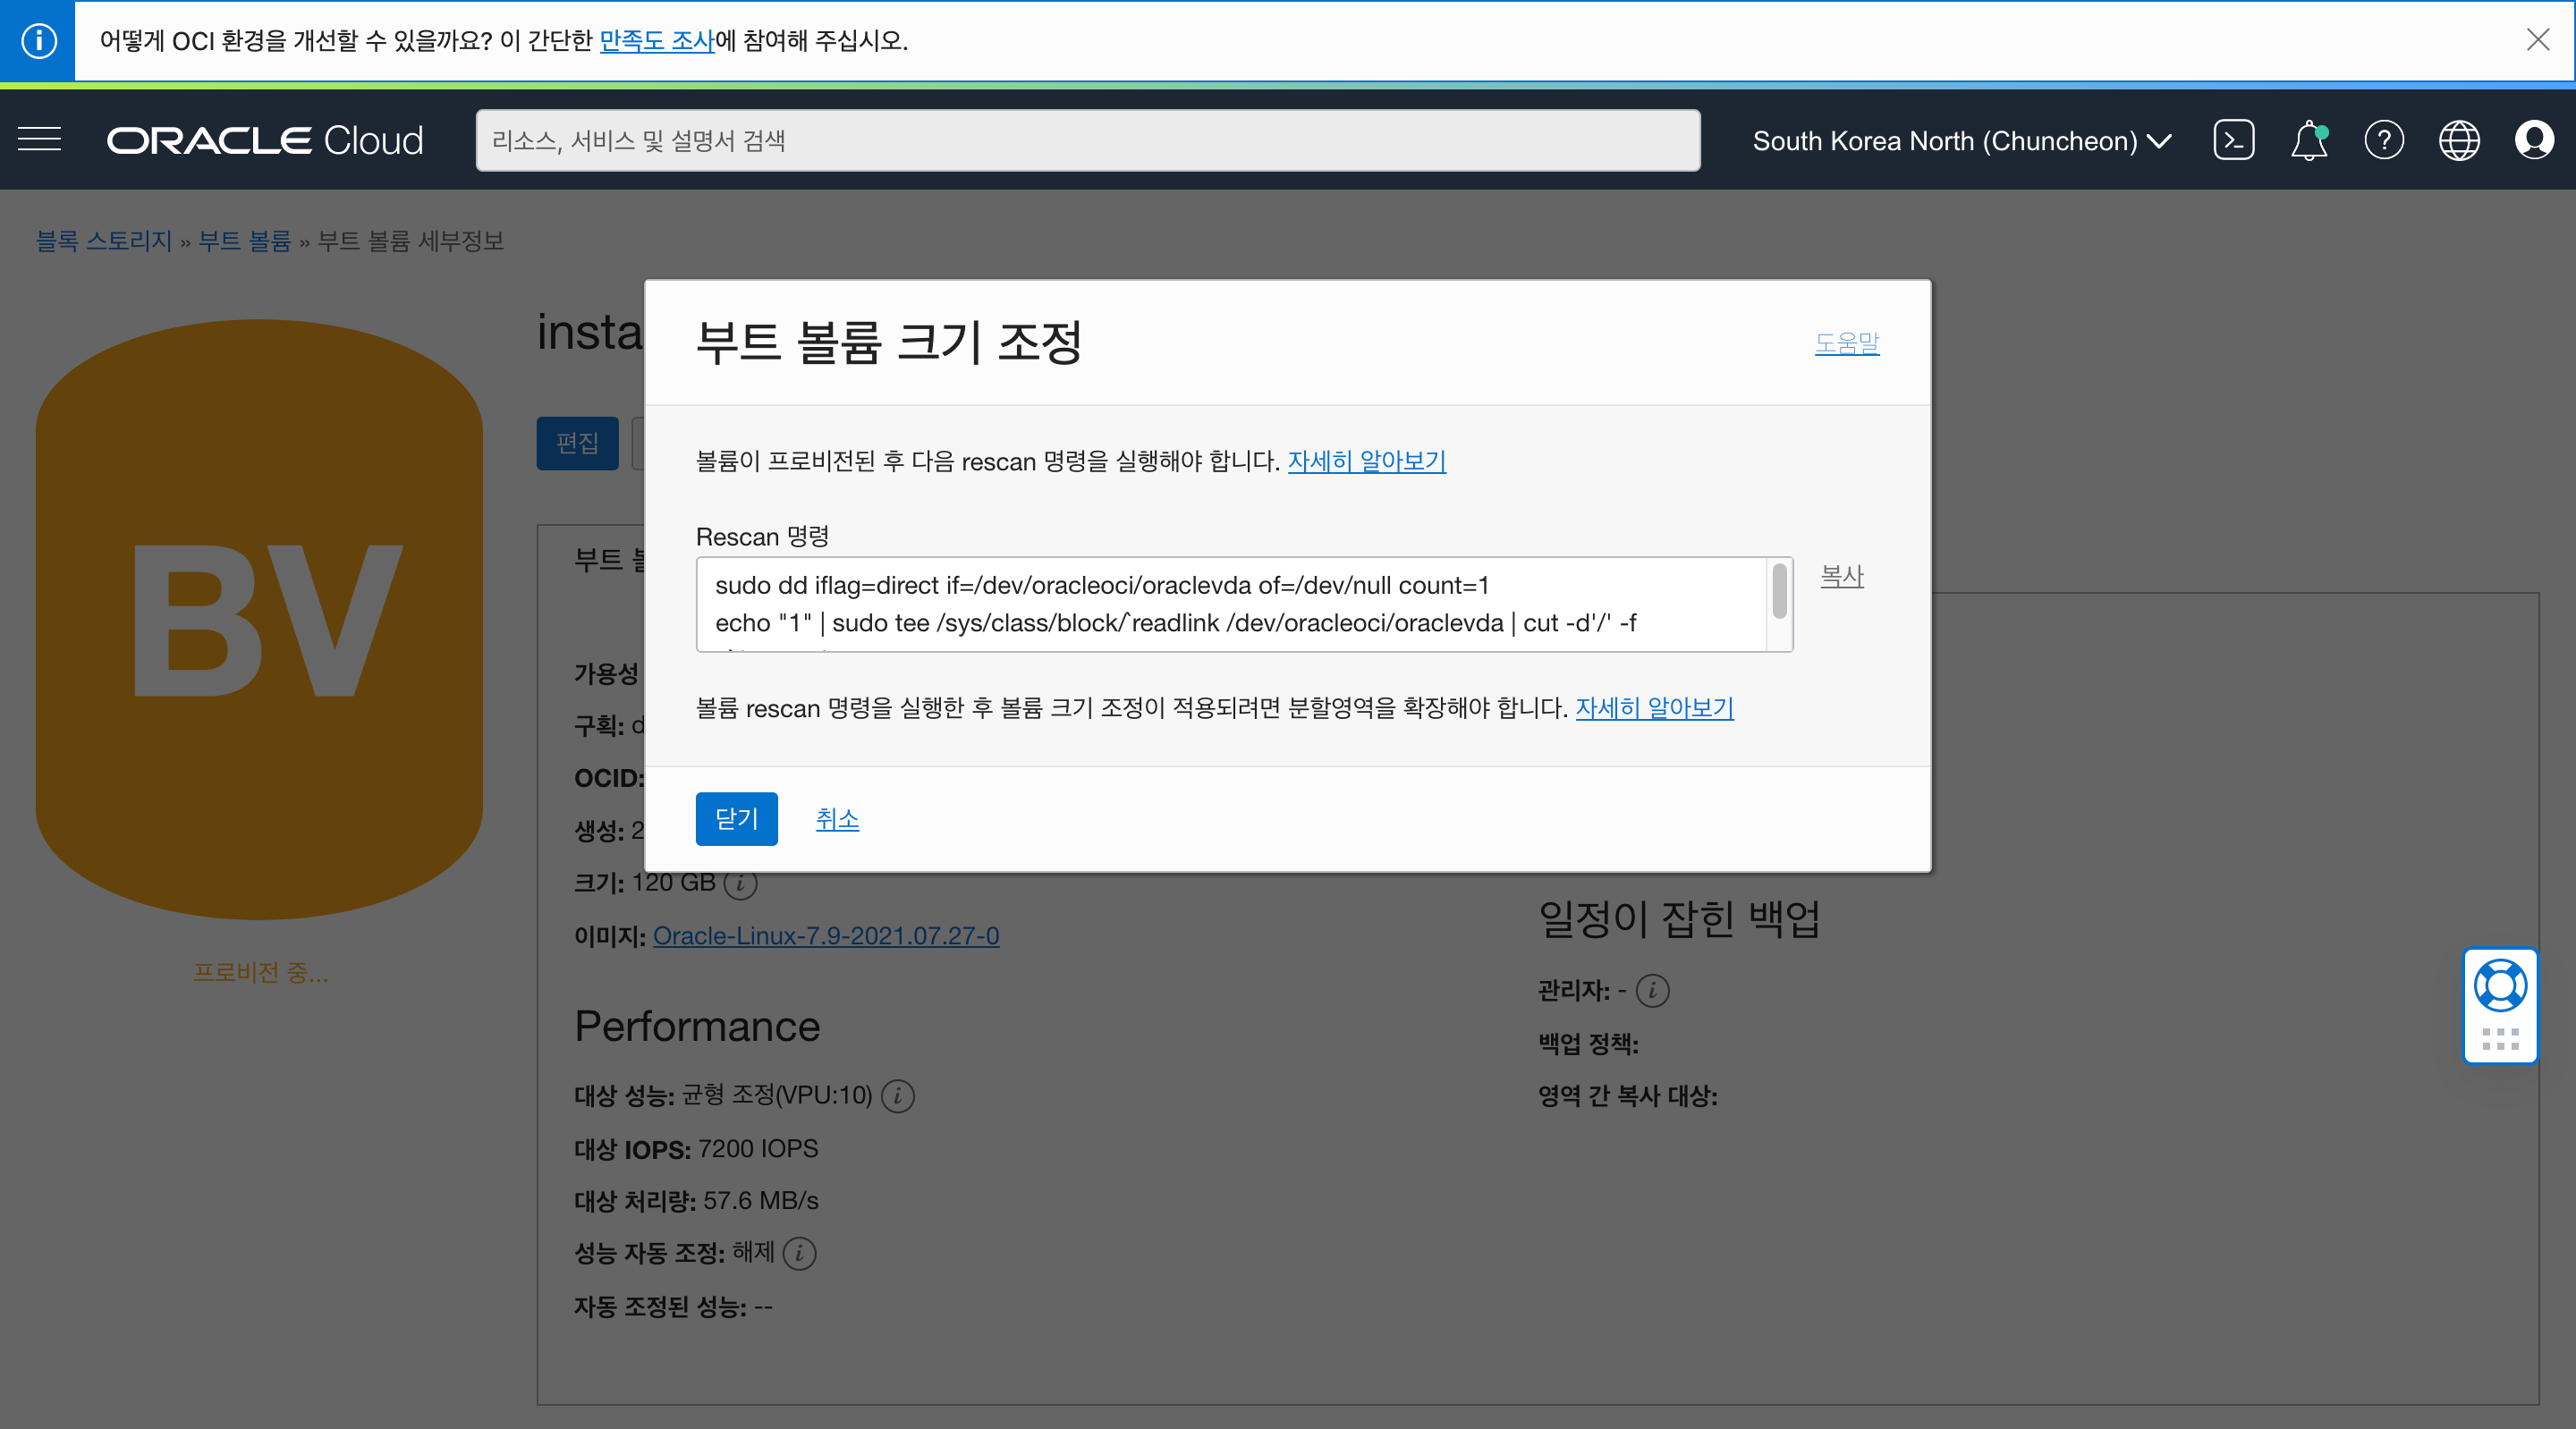 어떻게 OCI 환경을 개선할 수 있을까요? 이 간단한 만족도 조사에 참여해 주십시오.
ORACLE Cloud
리소스, 서비스 및 설명서 검색
South Korea North (Chuncheon)
블록 스토리지 » 부트 볼륨 » 부트 볼륨 세부정보
insta
편집
BV
프로비전 중...
부트 볼륨 크기 조정
도움말
볼륨이 프로비전된 후 다음 rescan 명령을 실행해야 합니다. 자세히 알아보기
Rescan 명령
sudo dd iflag=direct if=/dev/oracleoci/oraclevda of=/dev/null count=1
echo "1" | sudo tee /sys/class/block/`readlink /dev/oracleoci/oraclevda | cut -d'/' -f
복사
볼륨 rescan 명령을 실행한 후 볼륨 크기 조정이 적용되려면 분할영역을 확장해야 합니다. 자세히 알아보기
닫기
취소
부트
가용성
구획:
OCID:
생성: 2
크기: 120 GB
이미지: Oracle-Linux-7.9-2021.07.27-0
Performance
대상 성능: 균형 조정(VPU:10)
대상 IOPS: 7200 IOPS
대상 처리량: 57.6 MB/s
성능 자동 조정: 해제
자동 조정된 성능: --
일정이 잡힌 백업
관리자: -
백업 정책:
영역 간 복사 대상: